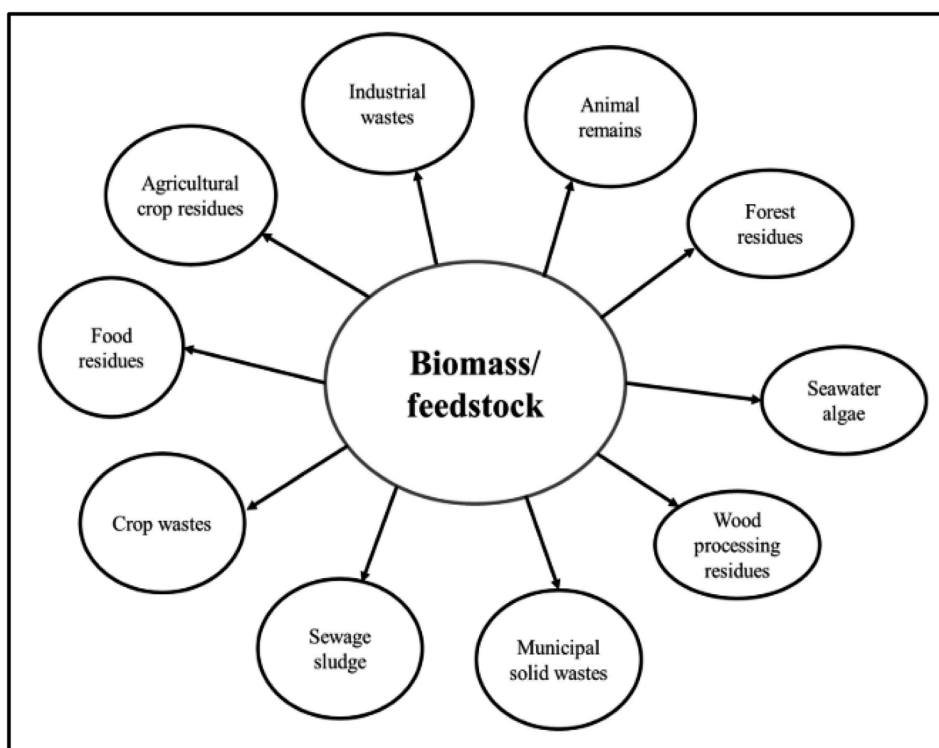 Industrial
wastes
Animal
remains
Agricultural
crop residues
Forest
residues
Food
residues
Biomass/
feedstock
Seawater
algae
Crop wastes
Wood
processing
residues
Sewage
sludge
Municipal
solid wastes